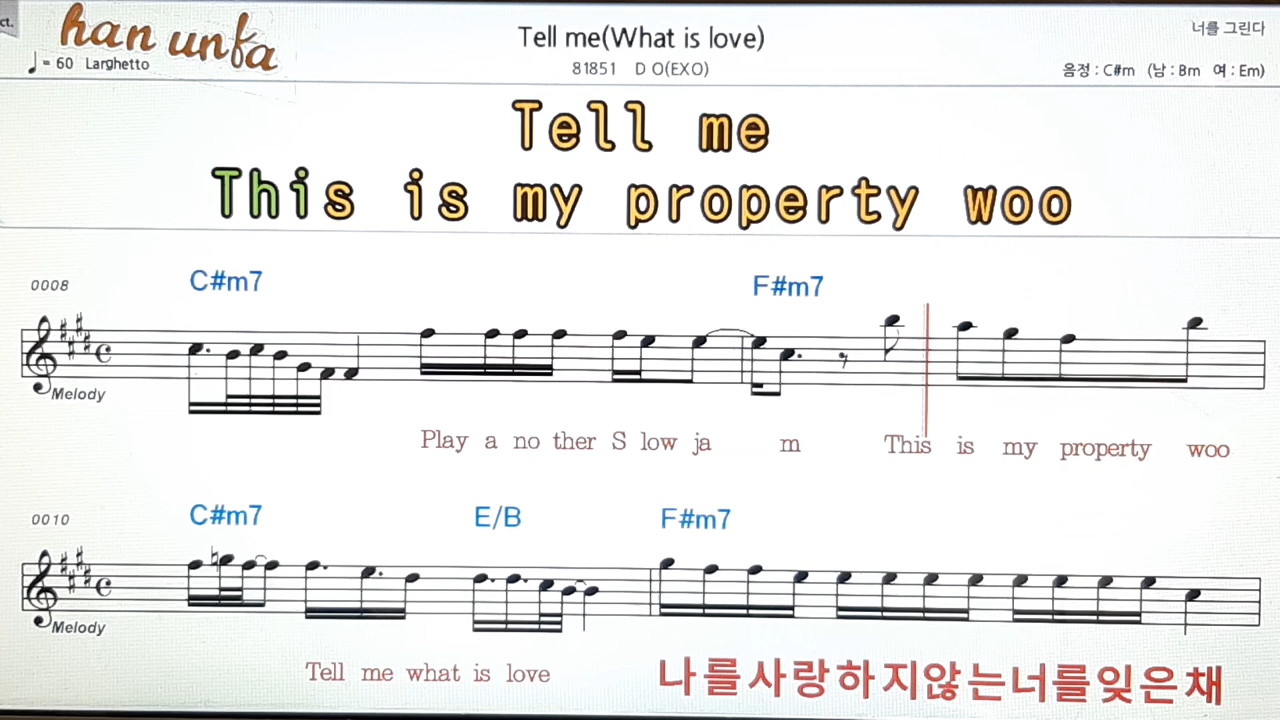 ct.
han unfa
Tell me(What is love)
너를 그린다
♩= 60 Larghetto
81851 D O(EXO)
음정 : C#m (남 : Bm 여 : Em)
Tell me
This is my property woo
0008
C#m7 F#m7
Melody
Play a no ther S low ja m This is my property woo
0010
C#m7 E/B F#m7
Melody
Tell me what is love 나를사랑하지않는너를잊은채